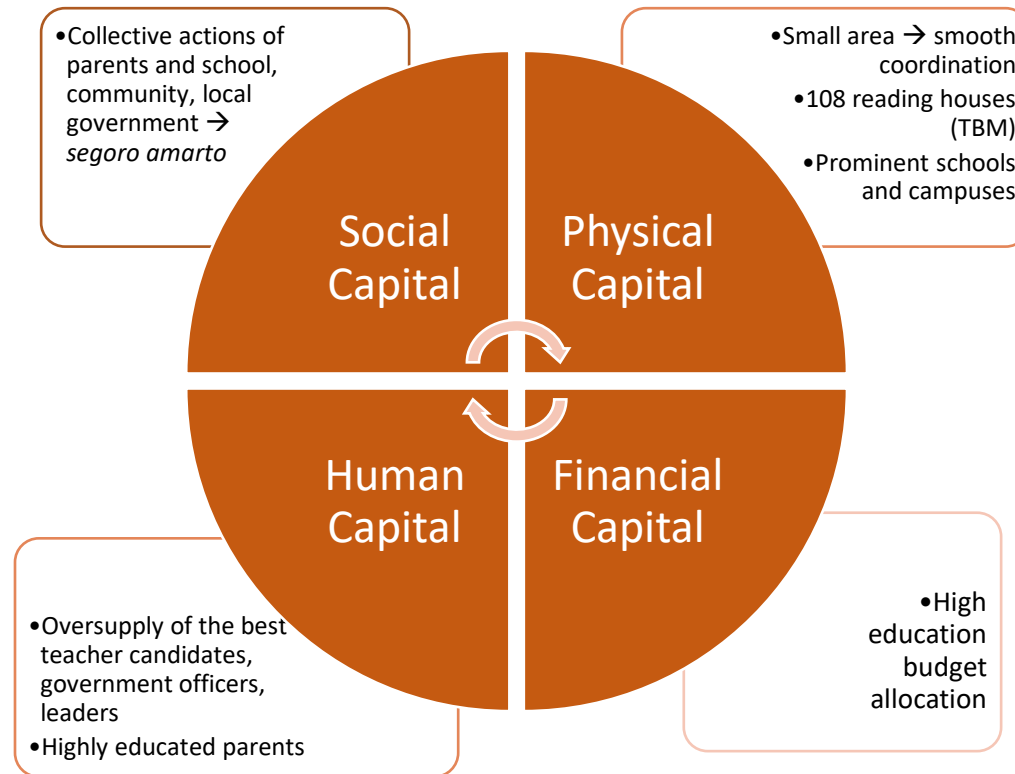 •Collective actions of
parents and school,
community, local
government →
segoro amarto
•Small area → smooth
coordination
•108 reading houses
(TBM)
•Prominent schools
and campuses
Social
Capital
Physical
Capital
Human
Capital
Financial
Capital
•Oversupply of the best
teacher candidates,
government officers,
leaders
•Highly educated parents
•High
education
budget
allocation